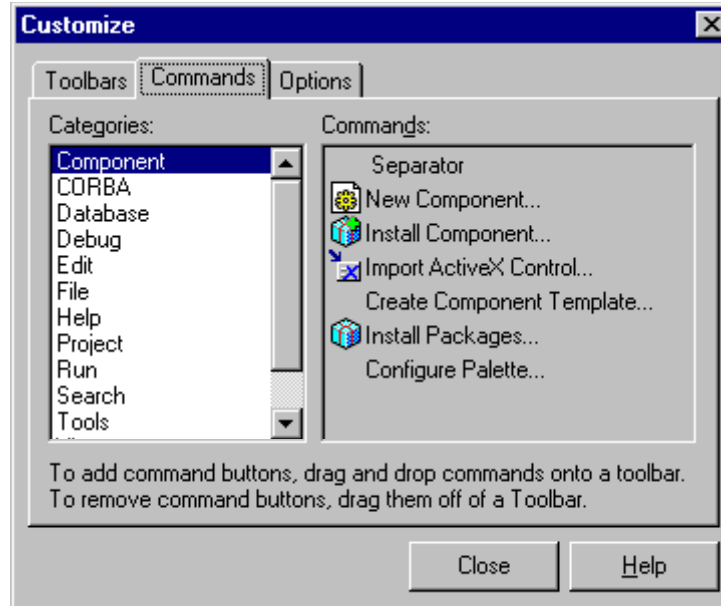 Customize
Toolbars Commands Options
Categories:
Component
CORBA
Database
Debug
Edit
File
Help
Project
Run
Search
Tools
Commands:
Separator
New Component...
Install Component...
Import ActiveX Control...
Create Component Template...
Install Packages...
Configure Palette...
To add command buttons, drag and drop commands onto a toolbar.
To remove command buttons, drag them off of a Toolbar.
Close Help